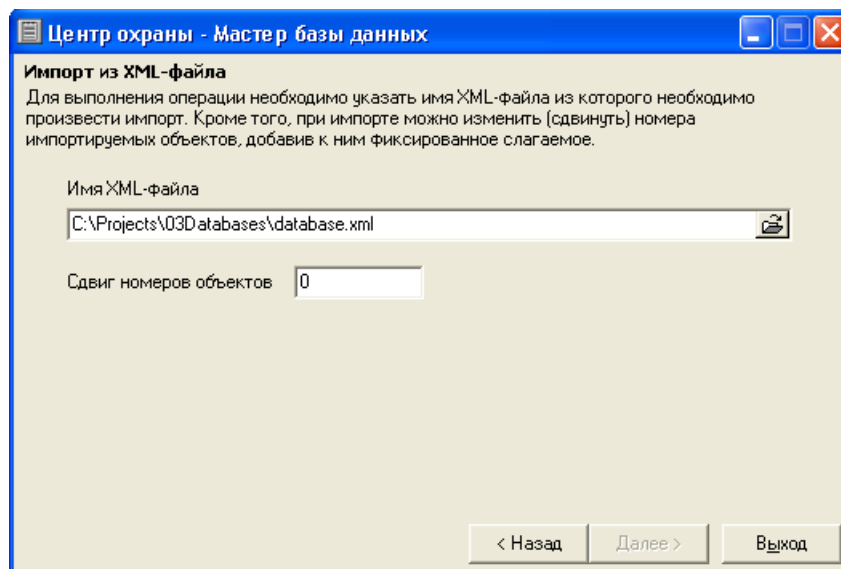 Центр охраны - Мастер базы данных
Импорт из XML-файла
Для выполнения операции необходимо указать имя XML-файла из которого необходимо
произвести импорт. Кроме того, при импорте можно изменить (сдвинуть) номера
импортируемых объектов, добавив к ним фиксированное слагаемое.
Имя XML-файла
C:\Projects\03Databases\database.xml
Сдвиг номеров объектов 0
< Назад Далее > Выход